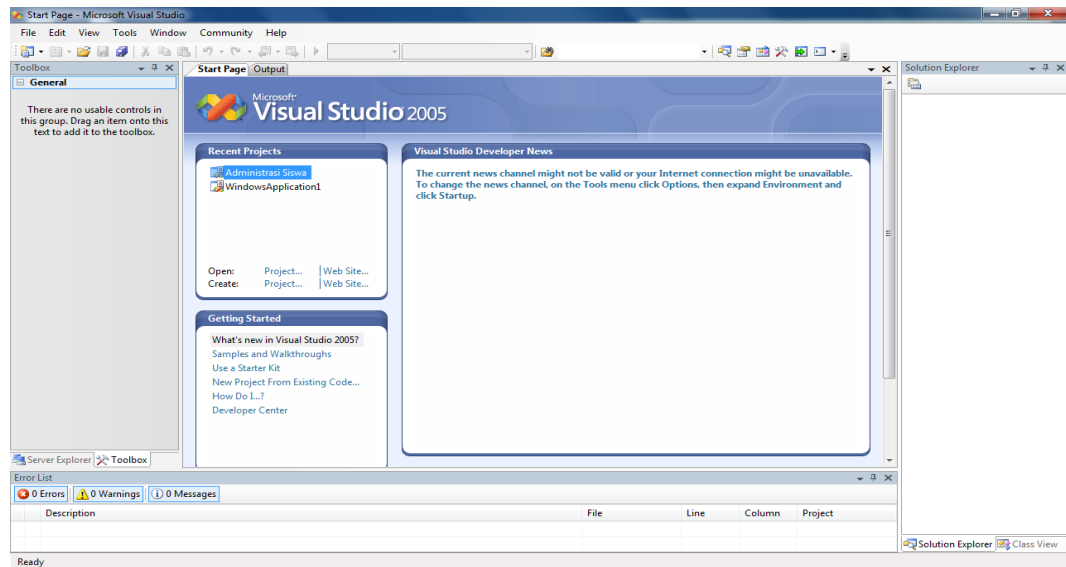 Start Page - Microsoft Visual Studio
File Edit View Tools Window Community Help
Toolbox
General
There are no usable controls in
this group. Drag an item onto this
text to add it to the toolbox.
Server Explorer Toolbox
Start Page Output
Microsoft
Visual Studio 2005
Recent Projects
Administrasi Siswa
WindowsApplication1
Open: Project... Web Site...
Create: Project... Web Site...
Getting Started
What's new in Visual Studio 2005?
Samples and Walkthroughs
Use a Starter Kit
New Project From Existing Code...
How Do I...?
Developer Center
Visual Studio Developer News
The current news channel might not be valid or your Internet connection might be unavailable.
To change the news channel, on the Tools menu click Options, then expand Environment and
click Startup.
Solution Explorer
Solution Explorer Class View
Error List
0 Errors 0 Warnings 0 Messages
Description File Line Column Project
Ready